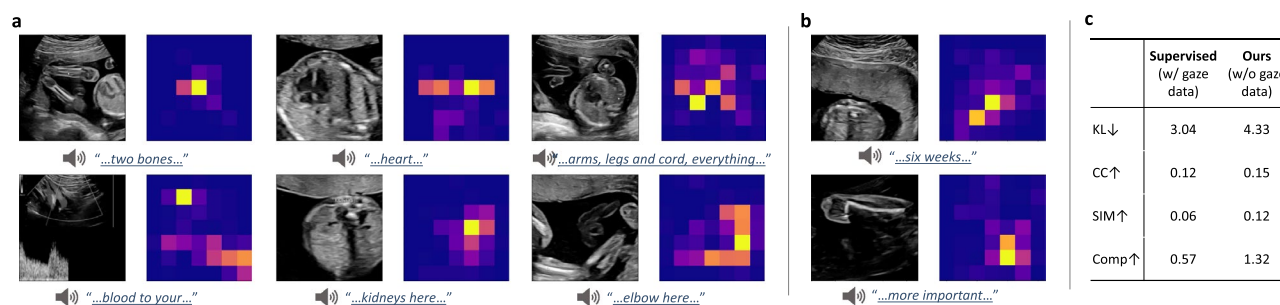 a
b
c
"...two bones..."
"...heart..."
"...arms, legs and cord, everything..."
"...six weeks..."
"...blood to your..."
"...kidneys here..."
"...elbow here..."
"...more important..."
Supervised Ours
(w/ gaze (w/o gaze
data) data)
KL↓ 3.04 4.33
CC↑ 0.12 0.15
SIM↑ 0.06 0.12
Comp↑ 0.57 1.32